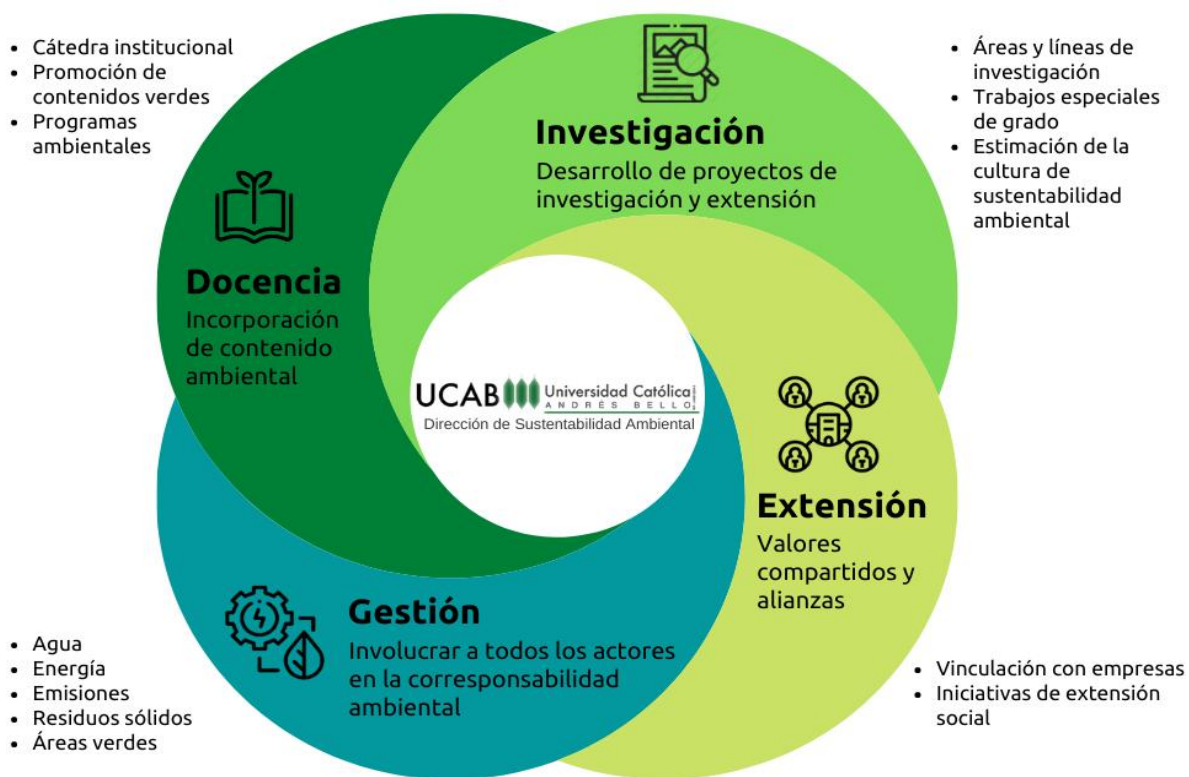 • Cátedra institucional
• Promoción de
contenidos verdes
• Programas
ambientales
Docencia
Incorporación
de contenido
ambiental
Investigación
Desarrollo de proyectos de
investigación y extensión
• Áreas y líneas de
investigación
• Trabajos especiales
de grado
• Estimación de la
cultura de
sustentabilidad
ambiental
UCAB Universidad Católica
ANDRÉS BELLO
Dirección de Sustentabilidad Ambiental
Extensión
Valores
compartidos y
alianzas
• Vinculación con empresas
• Iniciativas de extensión
social
Gestión
Involucrar a todos los actores
en la corresponsabilidad
ambiental
• Agua
• Energía
• Emisiones
• Residuos sólidos
• Áreas verdes